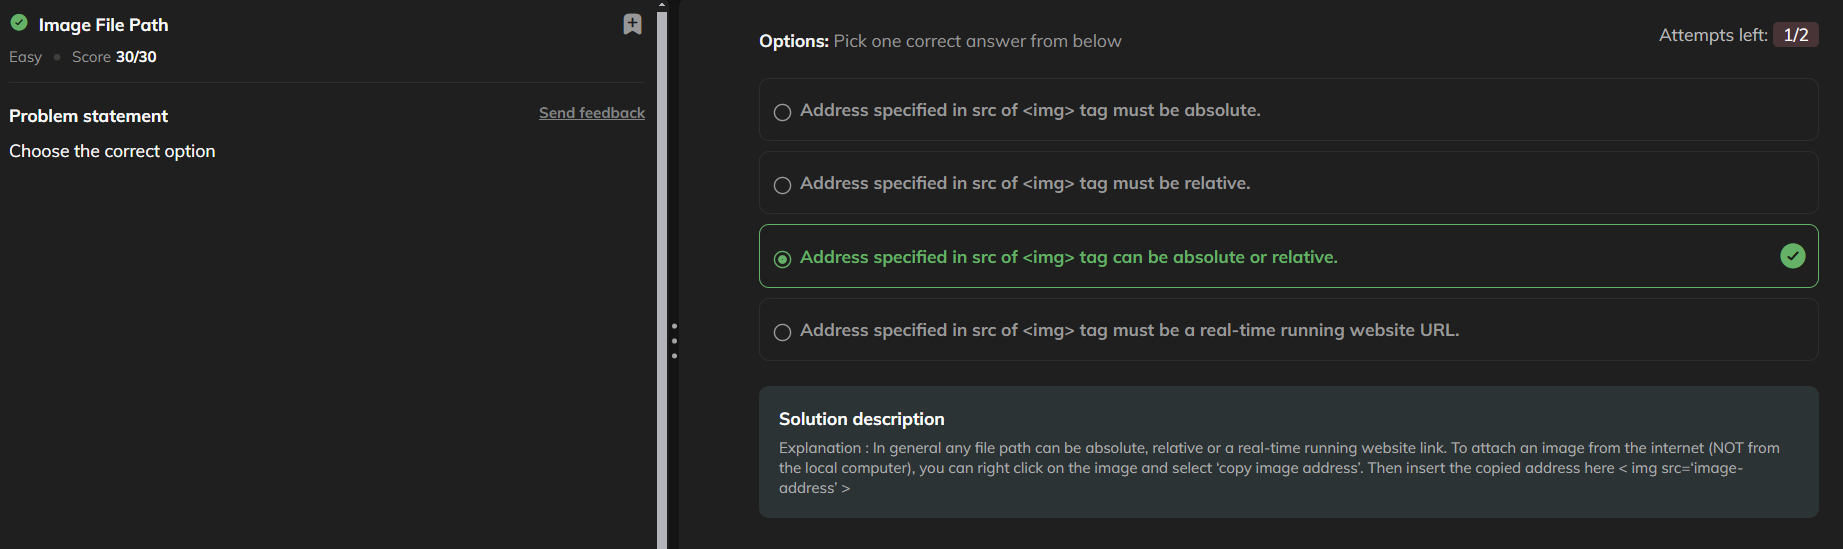 Image File Path
Easy • Score 30/30
Problem statement
Send feedback
Choose the correct option
Options: Pick one correct answer from below
Attempts left: 1/2
Address specified in src of <img> tag must be absolute.
Address specified in src of <img> tag must be relative.
Address specified in src of <img> tag can be absolute or relative.
Address specified in src of <img> tag must be a real-time running website URL.
Solution description
Explanation : In general any file path can be absolute, relative or a real-time running website link. To attach an image from the internet (NOT from
the local computer), you can right click on the image and select ‘copy image address’. Then insert the copied address here < img src=‘image-
address’ >